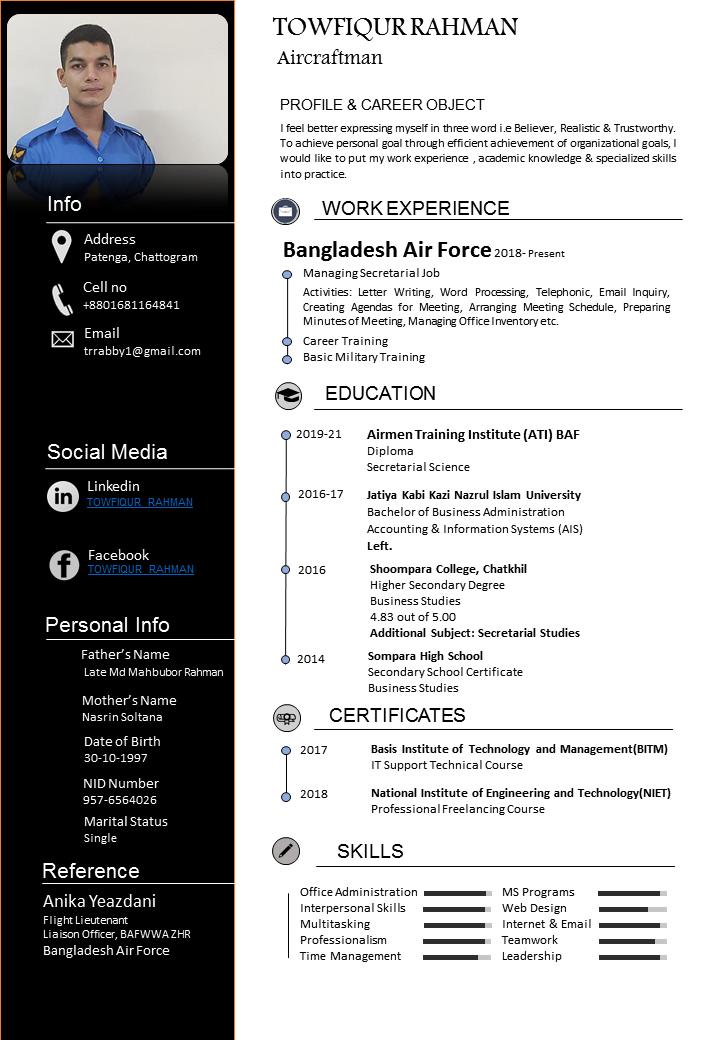 TOWFIQUR RAHMAN
Aircraftman
PROFILE & CAREER OBJECT
I feel better expressing myself in three word i.e Believer, Realistic & Trustworthy.
To achieve personal goal through efficient achievement of organizational goals, I
would like to put my work experience , academic knowledge & specialized skills
into practice.
Info
Address
Patenga, Chattogram
Cell no
+8801681164841
Email
trrabby1@gmail.com
Social Media
in
Linkedin
TOWFIQUR RAHMAN
f
Facebook
TOWFIQUR RAHMAN
Personal Info
Father's Name
Late Md Mahbubor Rahman
Mother's Name
Nasrin Soltana
Date of Birth
30-10-1997
NID Number
957-6564026
Marital Status
Single
Reference
Anika Yeazdani
Flight Lieutenant
Liaison Officer, BAFWWA ZHR
Bangladesh Air Force
WORK EXPERIENCE
Bangladesh Air Force 2018- Present
Managing Secretarial Job
Activities: Letter Writing, Word Processing, Telephonic, Email Inquiry,
Creating Agendas for Meeting, Arranging Meeting Schedule, Preparing
Minutes of Meeting, Managing Office Inventory etc.
Career Training
Basic Military Training
EDUCATION
2019-21 Airmen Training Institute (ATI) BAF
Diploma
Secretarial Science
2016-17 Jatiya Kabi Kazi Nazrul Islam University
Bachelor of Business Administration
Accounting & Information Systems (AIS)
Left.
2016 Shoompara College, Chatkhil
Higher Secondary Degree
Business Studies
4.83 out of 5.00
Additional Subject: Secretarial Studies
2014 Sompara High School
Secondary School Certificate
Business Studies
CERTIFICATES
2017 Basis Institute of Technology and Management(BITM)
IT Support Technical Course
2018 National Institute of Engineering and Technology(NIET)
Professional Freelancing Course
SKILLS
Office Administration MS Programs
Interpersonal Skills Web Design
Multitasking Internet & Email
Professionalism Teamwork
Time Management Leadership